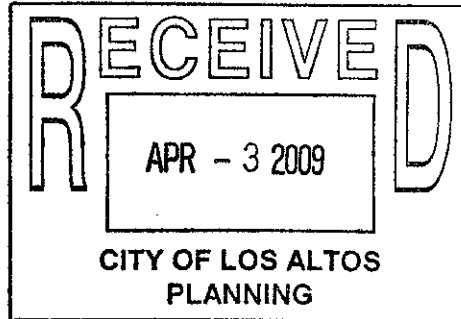 RECEIVED
APR - 3 2009
CITY OF LOS ALTOS
PLANNING